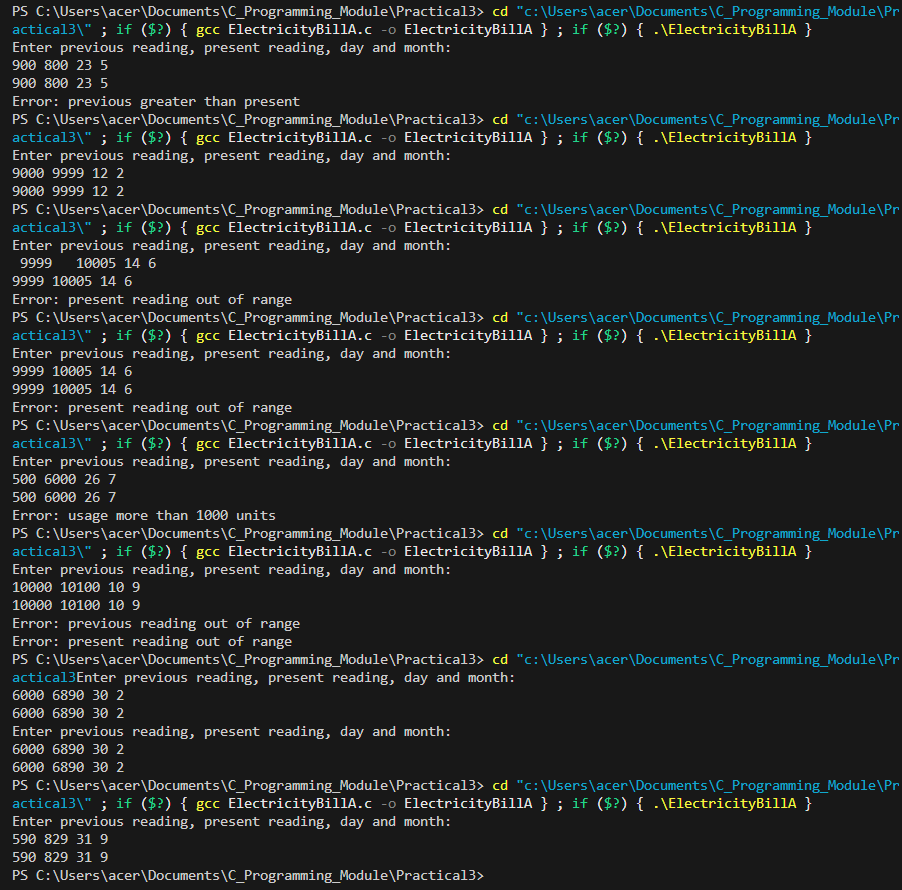 PS C:\Users\acer\Documents\C_Programming_Module\Practical3> cd "c:\Users\acer\Documents\C_Programming_Module\Pr
actical3\" ; if ($?) { gcc ElectricityBillA.c -o ElectricityBillA } ; if ($?) { .\ElectricityBillA }
Enter previous reading, present reading, day and month:
900 800 23 5
900 800 23 5
Error: previous greater than present
PS C:\Users\acer\Documents\C_Programming_Module\Practical3> cd "c:\Users\acer\Documents\C_Programming_Module\Pr
actical3\" ; if ($?) { gcc ElectricityBillA.c -o ElectricityBillA } ; if ($?) { .\ElectricityBillA }
Enter previous reading, present reading, day and month:
9000 9999 12 2
9000 9999 12 2
PS C:\Users\acer\Documents\C_Programming_Module\Practical3> cd "c:\Users\acer\Documents\C_Programming_Module\Pr
actical3\" ; if ($?) { gcc ElectricityBillA.c -o ElectricityBillA } ; if ($?) { .\ElectricityBillA }
Enter previous reading, present reading, day and month:
 9999   10005 14 6
9999 10005 14 6
Error: present reading out of range
PS C:\Users\acer\Documents\C_Programming_Module\Practical3> cd "c:\Users\acer\Documents\C_Programming_Module\Pr
actical3\" ; if ($?) { gcc ElectricityBillA.c -o ElectricityBillA } ; if ($?) { .\ElectricityBillA }
Enter previous reading, present reading, day and month:
9999 10005 14 6
9999 10005 14 6
Error: present reading out of range
PS C:\Users\acer\Documents\C_Programming_Module\Practical3> cd "c:\Users\acer\Documents\C_Programming_Module\Pr
actical3\" ; if ($?) { gcc ElectricityBillA.c -o ElectricityBillA } ; if ($?) { .\ElectricityBillA }
Enter previous reading, present reading, day and month:
500 6000 26 7
500 6000 26 7
Error: usage more than 1000 units
PS C:\Users\acer\Documents\C_Programming_Module\Practical3> cd "c:\Users\acer\Documents\C_Programming_Module\Pr
actical3\" ; if ($?) { gcc ElectricityBillA.c -o ElectricityBillA } ; if ($?) { .\ElectricityBillA }
Enter previous reading, present reading, day and month:
10000 10100 10 9
10000 10100 10 9
Error: previous reading out of range
Error: present reading out of range
PS C:\Users\acer\Documents\C_Programming_Module\Practical3> cd "c:\Users\acer\Documents\C_Programming_Module\Pr
actical3Enter previous reading, present reading, day and month:
6000 6890 30 2
6000 6890 30 2
Enter previous reading, present reading, day and month:
6000 6890 30 2
6000 6890 30 2
PS C:\Users\acer\Documents\C_Programming_Module\Practical3> cd "c:\Users\acer\Documents\C_Programming_Module\Pr
actical3\" ; if ($?) { gcc ElectricityBillA.c -o ElectricityBillA } ; if ($?) { .\ElectricityBillA }
Enter previous reading, present reading, day and month:
590 829 31 9
590 829 31 9
PS C:\Users\acer\Documents\C_Programming_Module\Practical3>